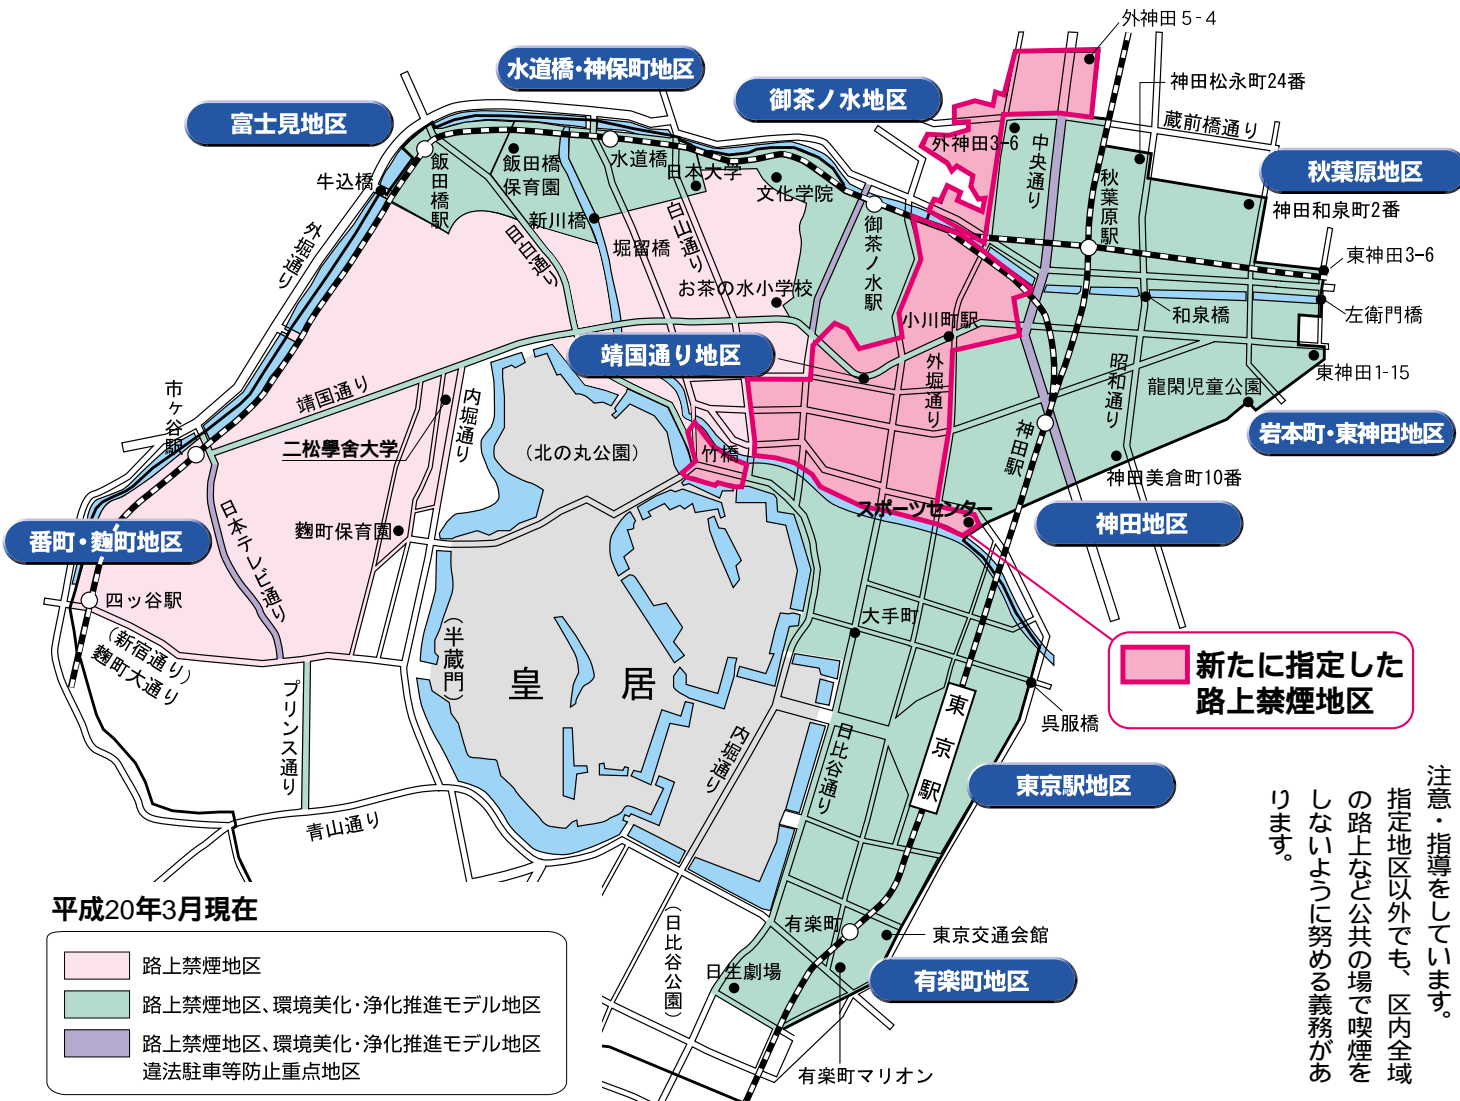 外神田5-4
水道橋・神保町地区
神田松永町24番
御茶ノ水地区
富士見地区
蔵前橋通り
外神田3-6
中央通り
秋葉原地区
秋葉原駅
飯田橋駅
飯田橋
保育園
水道橋
日本大学
文化学院
牛込橋
神田和泉町2番
新川橋
白山通り
外堀通り
目白通り
堀留橋
御茶ノ水駅
東神田3-6
お茶の水小学校
小川町駅
和泉橋
左衛門橋
靖国通り地区
外堀通り
昭和通り
東神田1-15
市ヶ谷駅
靖国通り
内堀通り
龍閑児童公園
二松學舍大学
(北の丸公園)
竹橋
神田駅
岩本町・東神田地区
神田美倉町10番
日本テレビ通り
麴町保育園
スポーツセンター
神田地区
番町・麴町地区
四ッ谷駅
大手町
(半蔵門)
(新宿通り)
麴町大通り
皇居
新たに指定した
路上禁煙地区
プリンス通り
東京駅
呉服橋
内堀通り
日比谷通り
東京駅地区
青山通り
注意・指導をしています。
指定地区以外でも、区内全域
の路上など公共の場で喫煙を
しないように努める義務があ
ります。
平成20年3月現在
(日比谷公園)
有楽町
東京交通会館
日生劇場
有楽町地区
路上禁煙地区
路上禁煙地区、環境美化・浄化推進モデル地区
路上禁煙地区、環境美化・浄化推進モデル地区
違法駐車等防止重点地区
有楽町マリオン